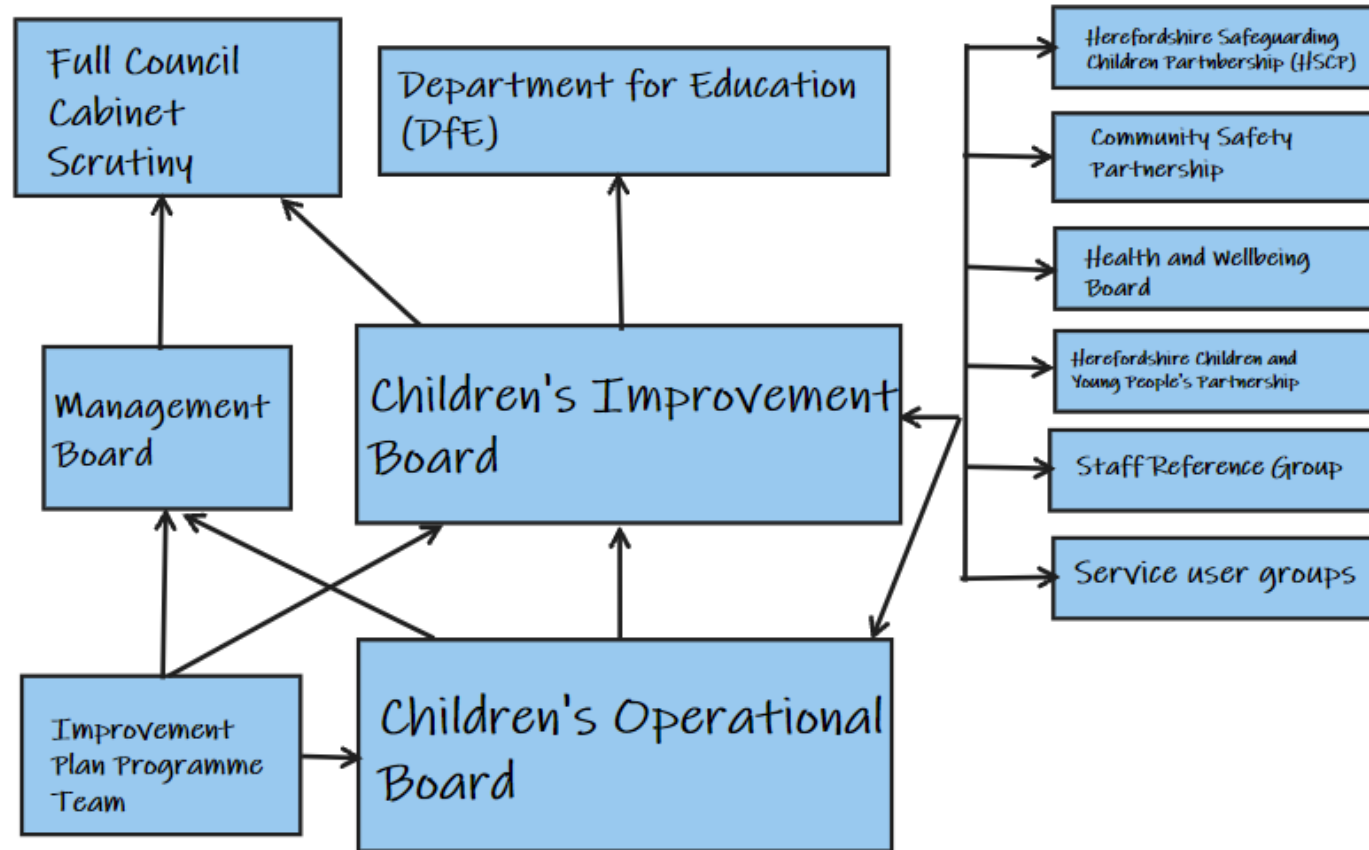 Full Council
Cabinet
Scrutiny
Department for Education
(DfE)
Herefordshire Safeguarding
Children Partnbership (HSCP)
Community Safety
Partnership
Health and Wellbeing
Board
Herefordshire Children and
Young People's Partnership
Staff Reference Group
Service user groups
Management
Board
Children's Improvement
Board
Improvement
Plan Programme
Team
Children's Operational
Board